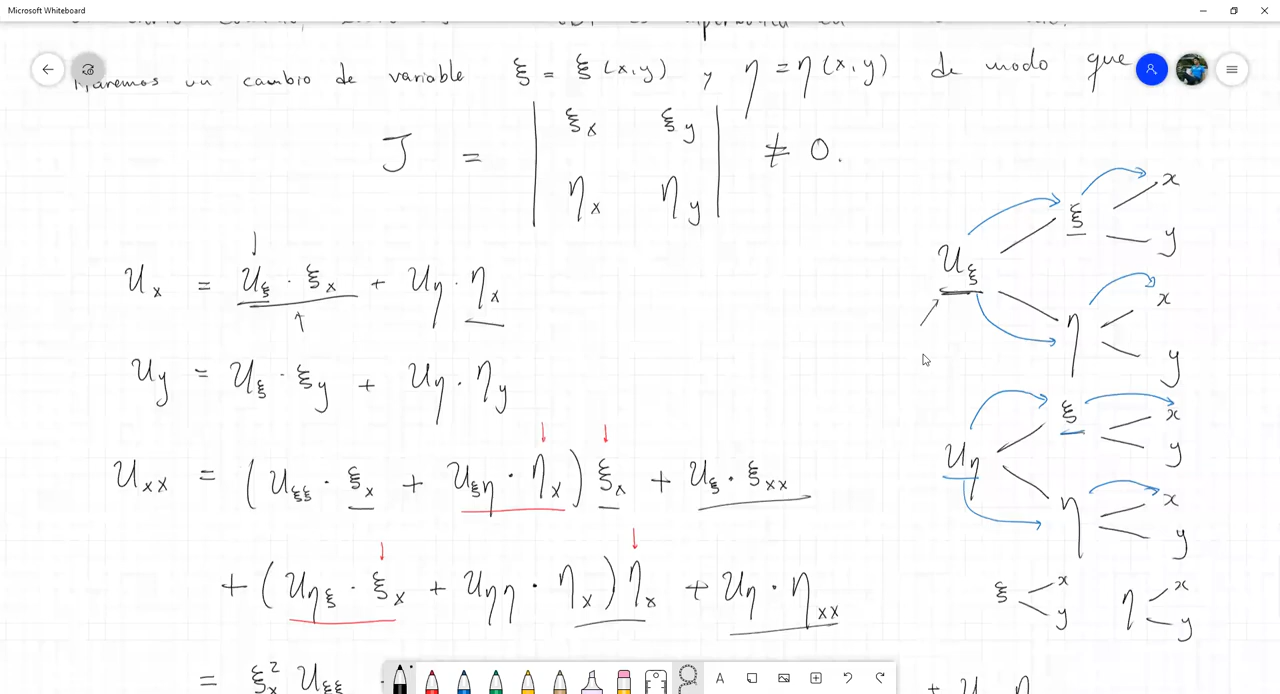 Microsoft Whiteboard
Haremos un cambio de variable ξ = ξ(x,y) y η = η(x,y) de modo que
J = | ξx ξy | ≠ 0.
| ηx ηy |
Ux = Uξ · ξx + Uη · ηx
Uy = Uξ · ξy + Uη · ηy
Uxx = (Uξξ · ξx + Uξη · ηx) ξx + Uξ · ξxx
+ (Uηξ · ξx + Uηη · ηx) ηx + Uη · ηxx
= ξx² Uξξ
Uξ
ξ
x
y
η
x
y
Uη
ξ
x
y
η
x
y
ξ
x
y
η
x
y
A